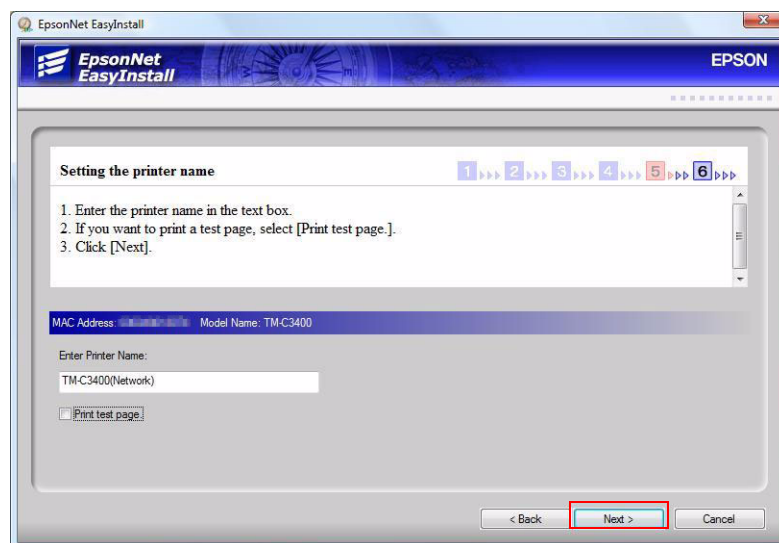 EpsonNet EasyInstall
EpsonNet
EasyInstall
EPSON
Setting the printer name
1 2 3 4 5 6
1. Enter the printer name in the text box.
2. If you want to print a test page, select [Print test page.].
3. Click [Next].
MAC Address: Model Name: TM-C3400
Enter Printer Name:
TM-C3400(Network)
Print test page.
< Back Next > Cancel